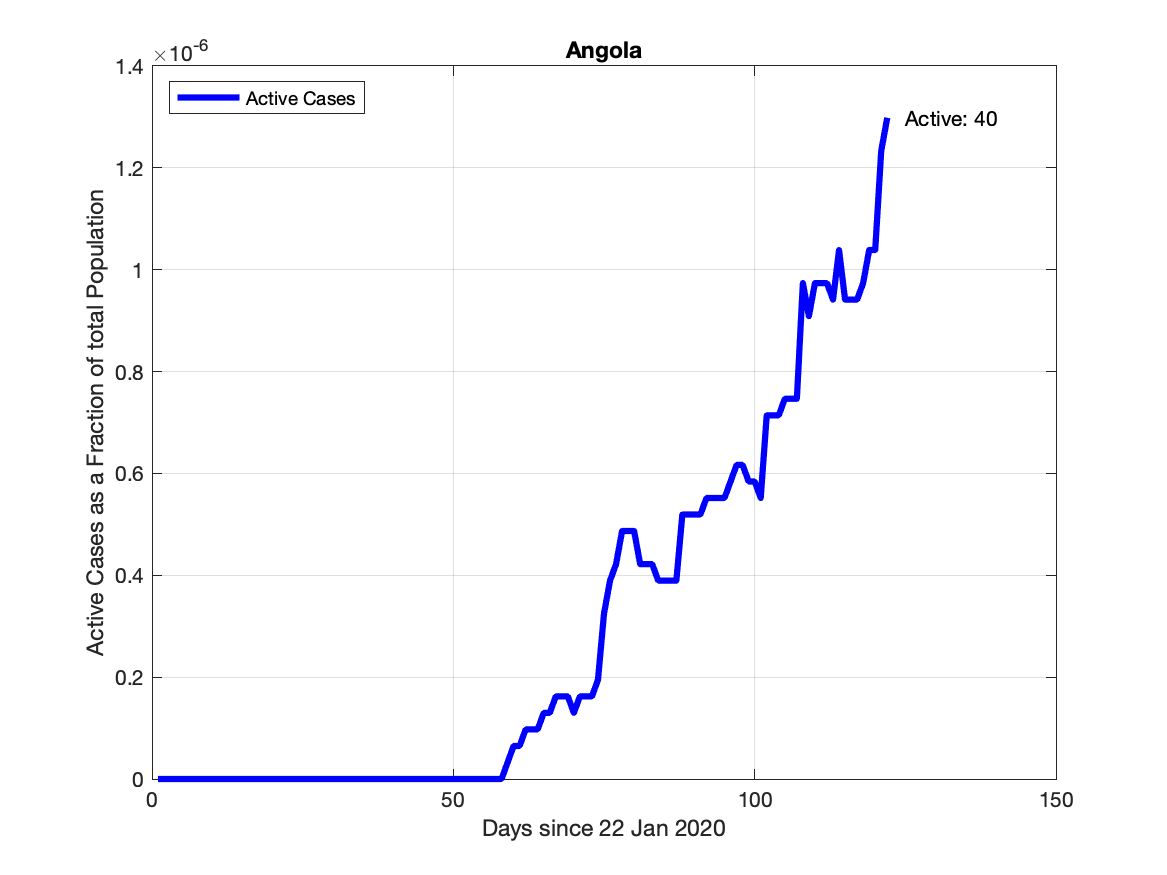 ×10-6
Angola
1.4
Active Cases
Active: 40
1.2
1
0.8
0.6
0.4
0.2
0
Active Cases as a Fraction of total Population
0 50 100 150
Days since 22 Jan 2020